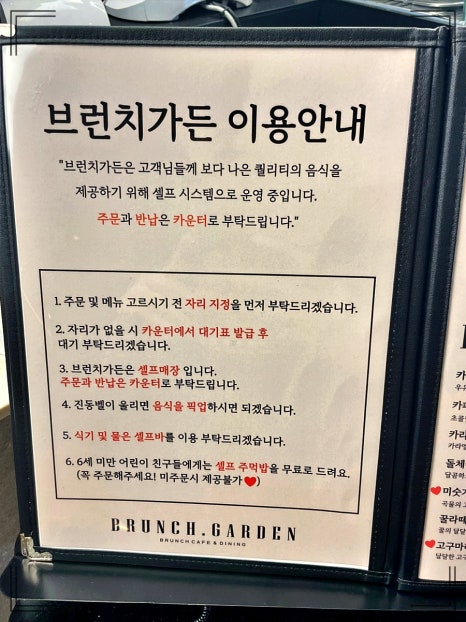 브런치가든 이용안내
"브런치가든은 고객님들께 보다 나은 퀄리티의 음식을
제공하기 위해 셀프 시스템으로 운영 중입니다.
주문과 반납은 카운터로 부탁드립니다."
1. 주문 및 메뉴 고르시기 전 자리 지정을 먼저 부탁드리겠습니다.
2. 자리가 없을 시 카운터에서 대기표 발급 후
대기 부탁드리겠습니다.
3. 브런치가든은 셀프매장 입니다.
주문과 반납은 카운터로 부탁드립니다.
4. 진동벨이 울리면 음식을 픽업하시면 되겠습니다.
5. 식기 및 물은 셀프바를 이용 부탁드리겠습니다.
6. 6세 미만 어린이 친구들에게는 셀프 주먹밥을 무료로 드려요.
(꼭 주문해주세요! 미주문시 제공불가♥)
BRUNCH.GARDEN
BRUNCH CAFE & DINING